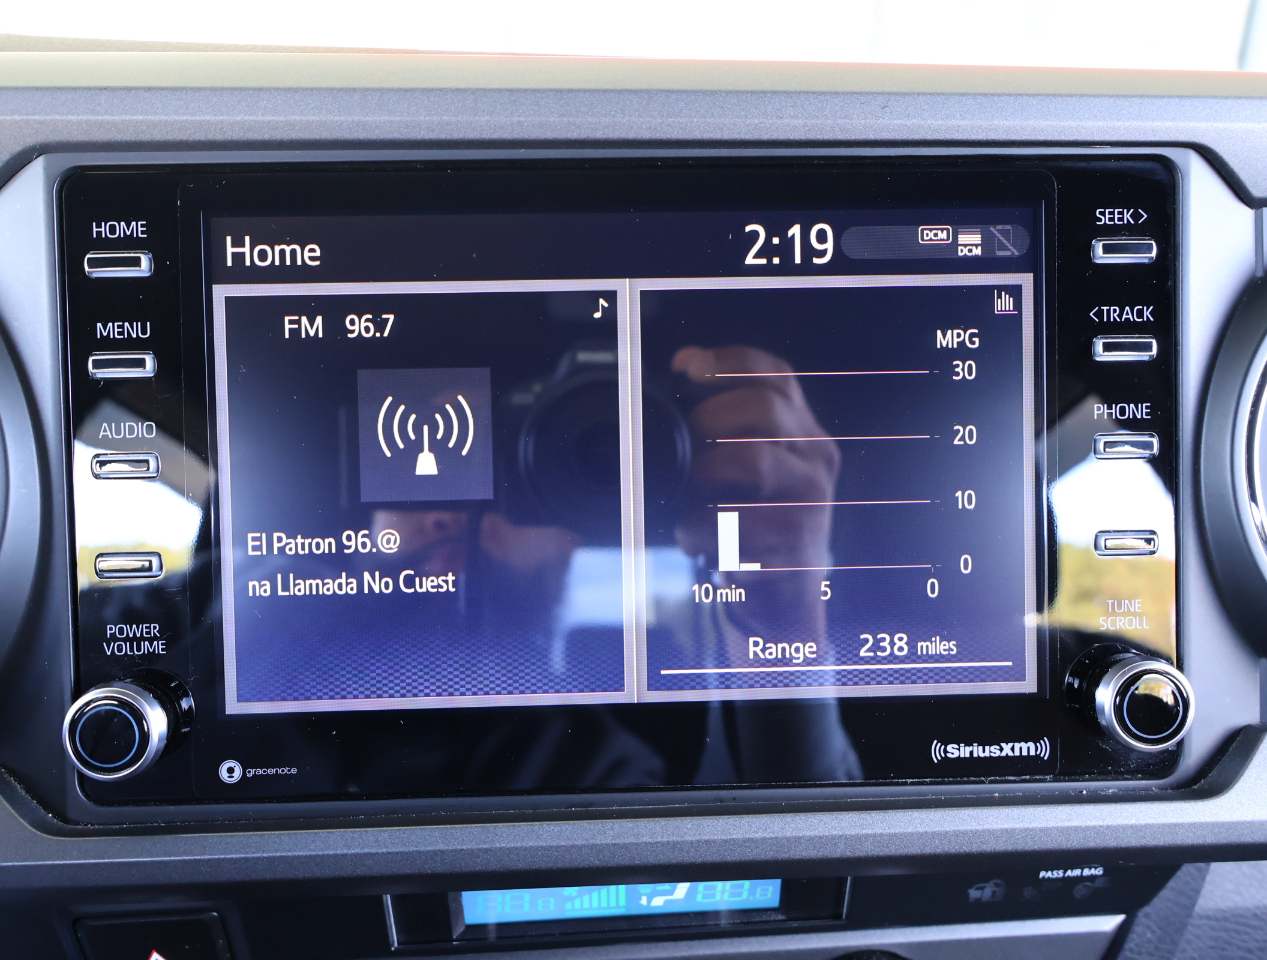 HOME
MENU
AUDIO
POWER
VOLUME
Home
2:19
DCM
DCM
FM 96.7
El Patron 96.@
na Llamada No Cuest
MPG
30
20
10
0
10 min
5
0
Range 238 miles
SEEK >
< TRACK
PHONE
TUNE
SCROLL
gracenote
((SiriusXM))
PASS AIR BAG